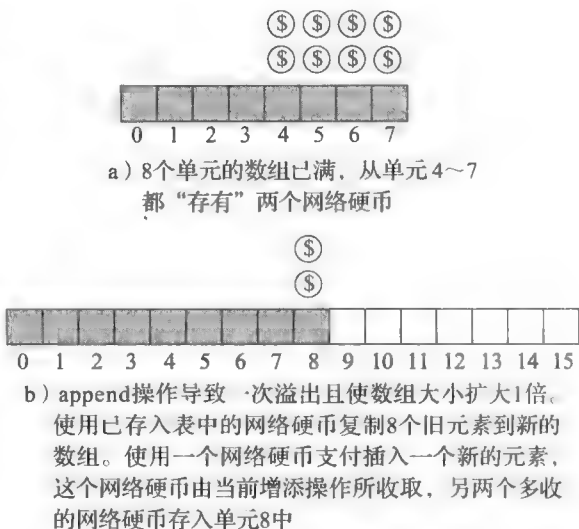 $ $ $ $
$ $ $ $
0 1 2 3 4 5 6 7
a）8个单元的数组已满，从单元4～7
都“存有”两个网络硬币
$
$
0 1 2 3 4 5 6 7 8 9 10 11 12 13 14 15
b）append操作导致一次溢出且使数组大小扩大1倍。
使用已存入表中的网络硬币复制8个旧元素到新的
数组。使用一个网络硬币支付插入一个新的元素，
这个网络硬币由当前增添操作所收取，另两个多收
的网络硬币存入单元8中